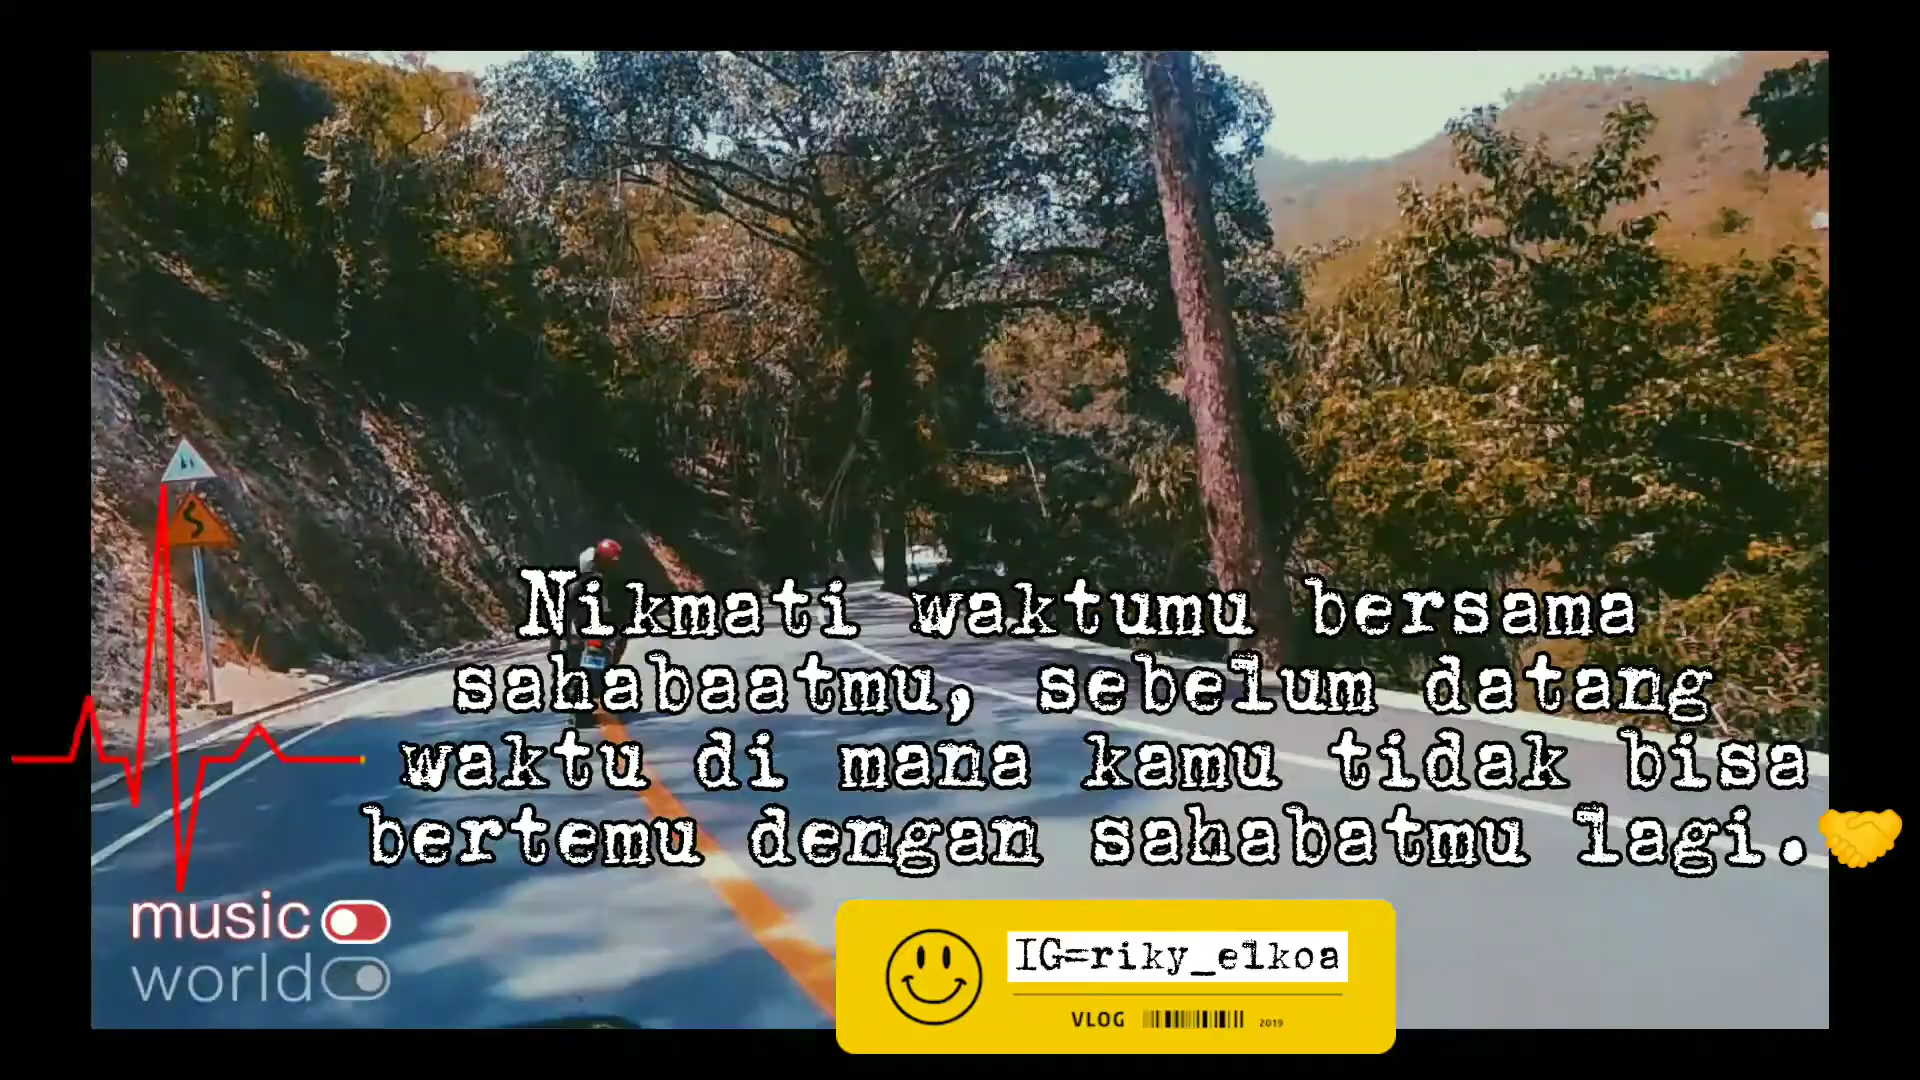 Nikmati waktumu bersama
sahabaatmu, sebelum datang
waktu di mana kamu tidak bisa
bertemu dengan sahabatmu lagi.🤝
music
world
IG=riky_elkoa
VLOG 2019